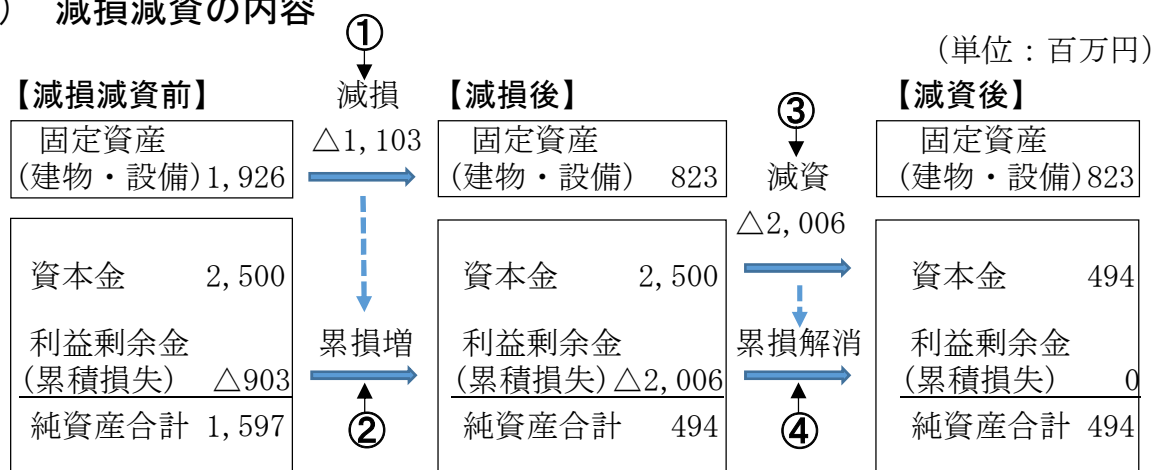 ） 減損減資の内容
（単位：百万円）
①
【減損減資前】 減損 【減損後】 ③ 【減資後】
固定資産 △1,103 固定資産 固定資産
(建物・設備)1,926 (建物・設備) 823 減資 (建物・設備)823
△2,006
資本金 2,500 資本金 2,500 資本金 494
利益剰余金 累損増 利益剰余金 累損解消 利益剰余金
(累積損失) △903 (累積損失)△2,006 (累積損失) 0
純資産合計 1,597 ② 純資産合計 494 ④ 純資産合計 494